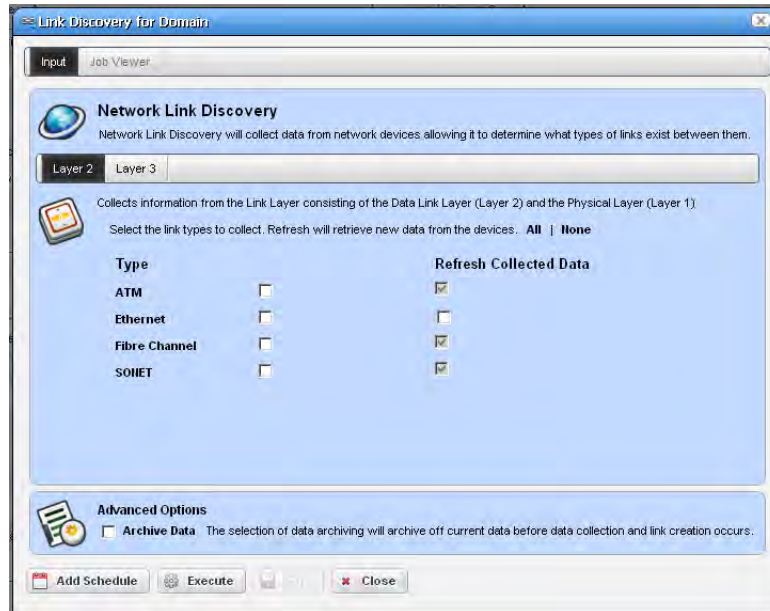 Link Discovery for Domain
Input Job Viewer
Network Link Discovery
Network Link Discovery will collect data from network devices allowing it to determine what types of links exist between them.
Layer 2 Layer 3
Collects information from the Link Layer consisting of the Data Link Layer (Layer 2) and the Physical Layer (Layer 1)
Select the link types to collect. Refresh will retrieve new data from the devices. All | None
Type Refresh Collected Data
ATM
Ethernet
Fibre Channel
SONET
Advanced Options
Archive Data The selection of data archiving will archive off current data before data collection and link creation occurs.
Add Schedule Execute Close